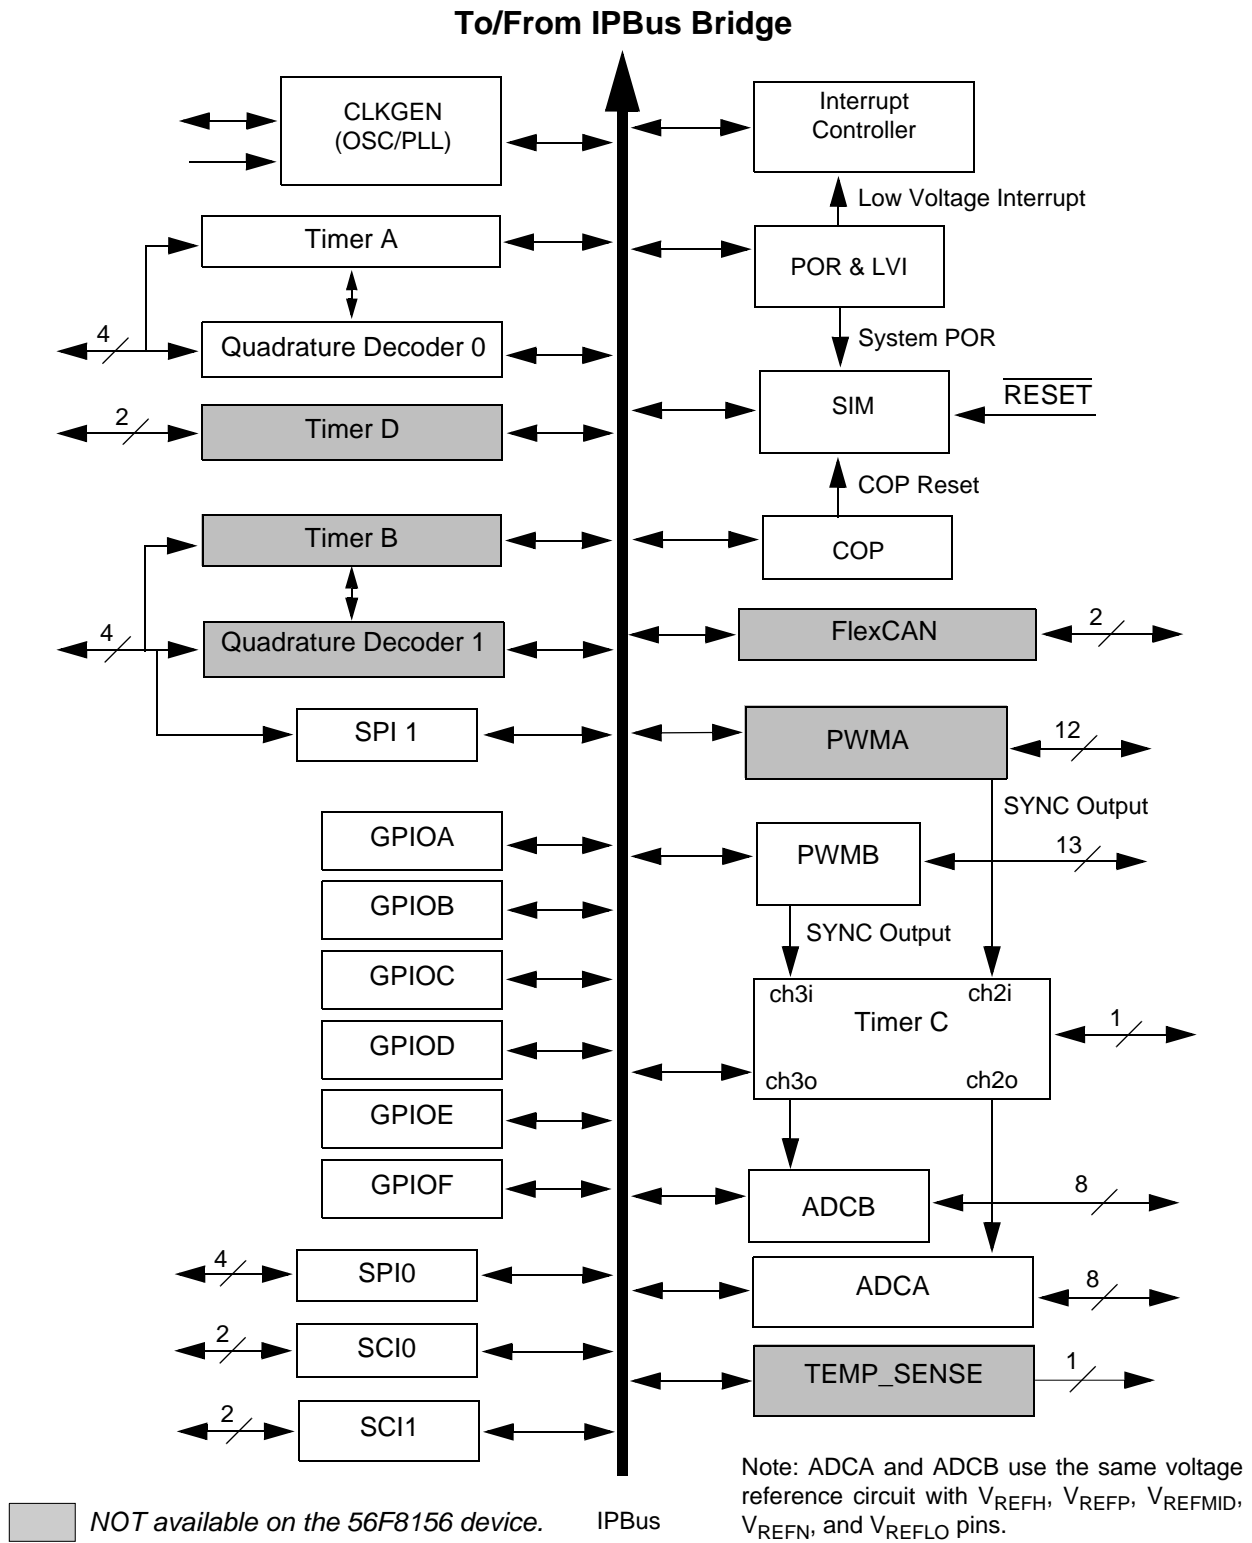 To/From IPBus Bridge
CLKGEN
(OSC/PLL)
Interrupt
Controller
Low Voltage Interrupt
Timer A
POR & LVI
4
Quadrature Decoder 0
System POR
SIM
RESET
2
Timer D
COP Reset
Timer B
COP
4
Quadrature Decoder 1
FlexCAN
2
SPI 1
PWMA
12
SYNC Output
GPIOA
PWMB
13
GPIOB
SYNC Output
GPIOC
ch3i
ch2i
Timer C
1
GPIOD
ch3o
ch2o
GPIOE
GPIOF
ADCB
8
4
SPI0
ADCA
8
2
SCI0
TEMP_SENSE
1
2
SCI1
Note: ADCA and ADCB use the same voltage
reference circuit with VREFH, VREFP, VREFMID,
VREFN, and VREFLO pins.
NOT available on the 56F8156 device.
IPBus